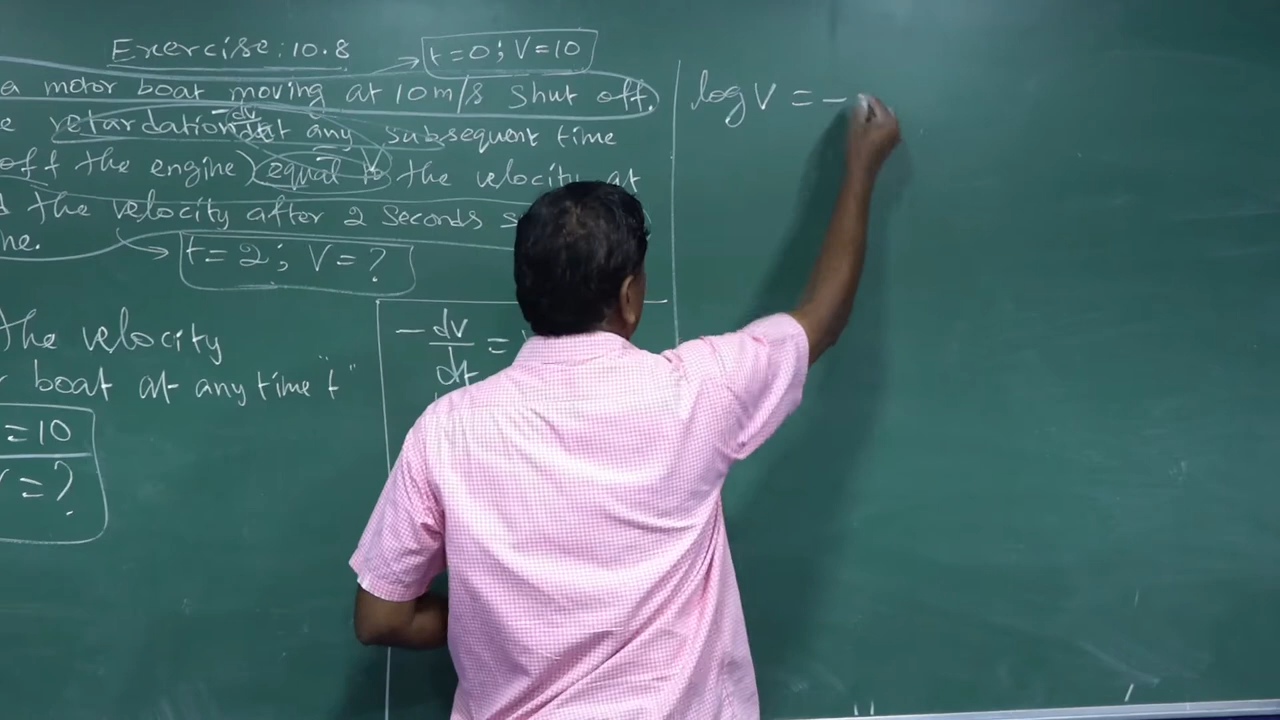 Exercise: 10.8
t=0; V=10
a motor boat moving at 10m/s shut off.
retardation -dv/dt at any subsequent time
off the engine) equal to the velocity at
the velocity after 2 seconds
he.
t=2; V=?
the velocity
boat at any time "t"
=10
V=?
-dv/dt =
log V = -